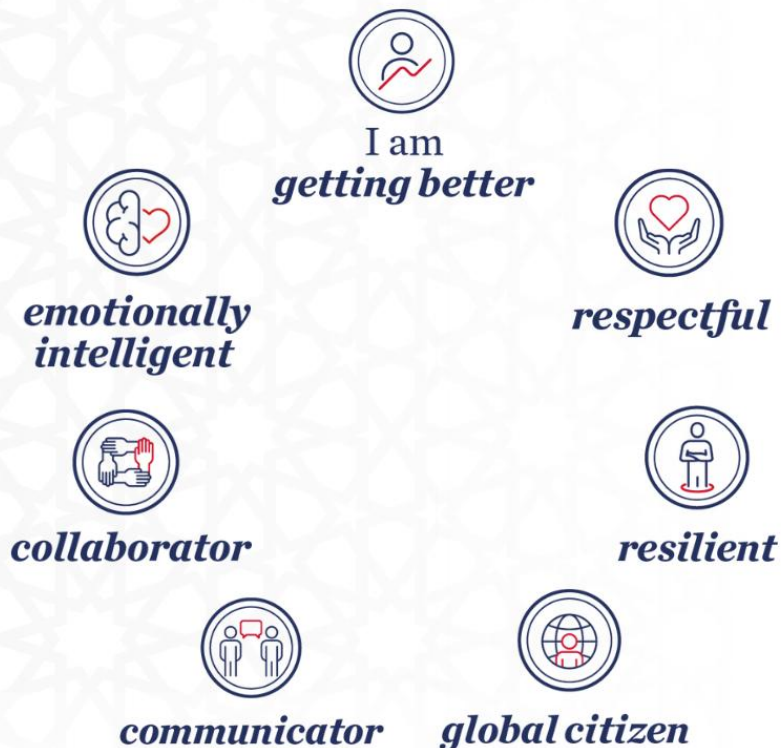 I am
getting better
emotionally
intelligent
respectful
collaborator
resilient
communicator
global citizen